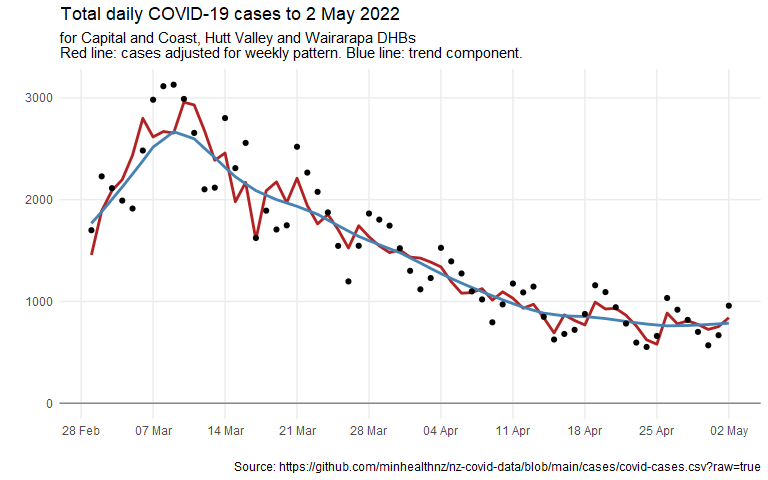 Total daily COVID-19 cases to 2 May 2022
for Capital and Coast, Hutt Valley and Wairarapa DHBs
Red line: cases adjusted for weekly pattern. Blue line: trend component.
3000
2000
1000
0
28 Feb 07 Mar 14 Mar 21 Mar 28 Mar 04 Apr 11 Apr 18 Apr 25 Apr 02 May
Source: https://github.com/minhealthnz/nz-covid-data/blob/main/cases/covid-cases.csv?raw=true